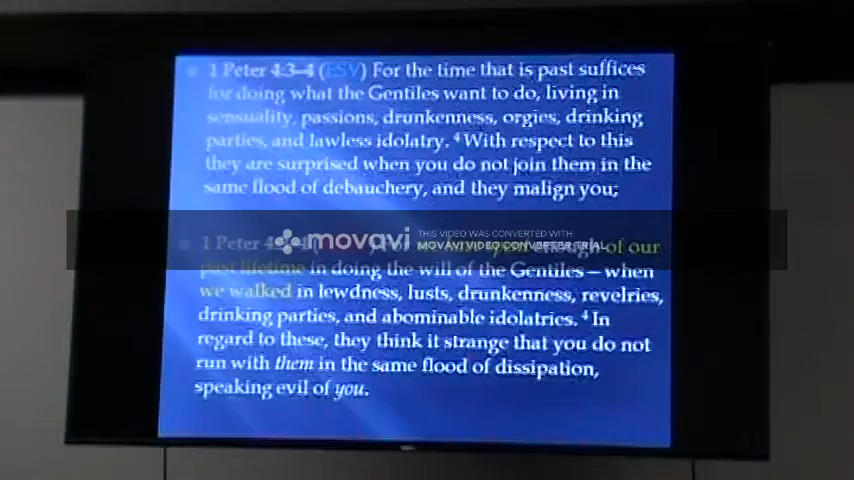 1 Peter 4:3–4 (ESV) For the time that is past suffices
for doing what the Gentiles want to do, living in
sensuality, passions, drunkenness, orgies, drinking
parties, and lawless idolatry. ⁴ With respect to this
they are surprised when you do not join them in the
same flood of debauchery, and they malign you;
1 Peter enough of our
movavi
THIS VIDEO WAS CONVERTED WITH
MOVAVI VIDEO CONVERTER TRIAL
past lifetime in doing the will of the Gentiles—when
we walked in lewdness, lusts, drunkenness, revelries,
drinking parties, and abominable idolatries. ⁴ In
regard to these, they think it strange that you do not
run with them in the same flood of dissipation,
speaking evil of you.